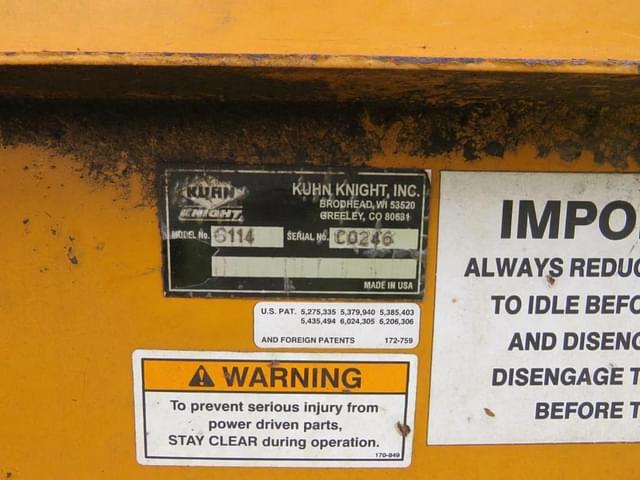 KUHN
KNIGHT
KUHN KNIGHT, INC.
BRODHEAD, WI 53520
GREELEY, CO 80631
MODEL No.
SERIAL No. C0246
MADE IN USA
U.S. PAT. 5,275,335 5,379,940 5,385,403
5,435,494 6,024,305 6,206,306
AND FOREIGN PATENTS 172-759
WARNING
To prevent serious injury from
power driven parts,
STAY CLEAR during operation.
170-849
IMPO
ALWAYS REDUC
TO IDLE BEFO
AND DISENG
DISENGAGE T
BEFORE T